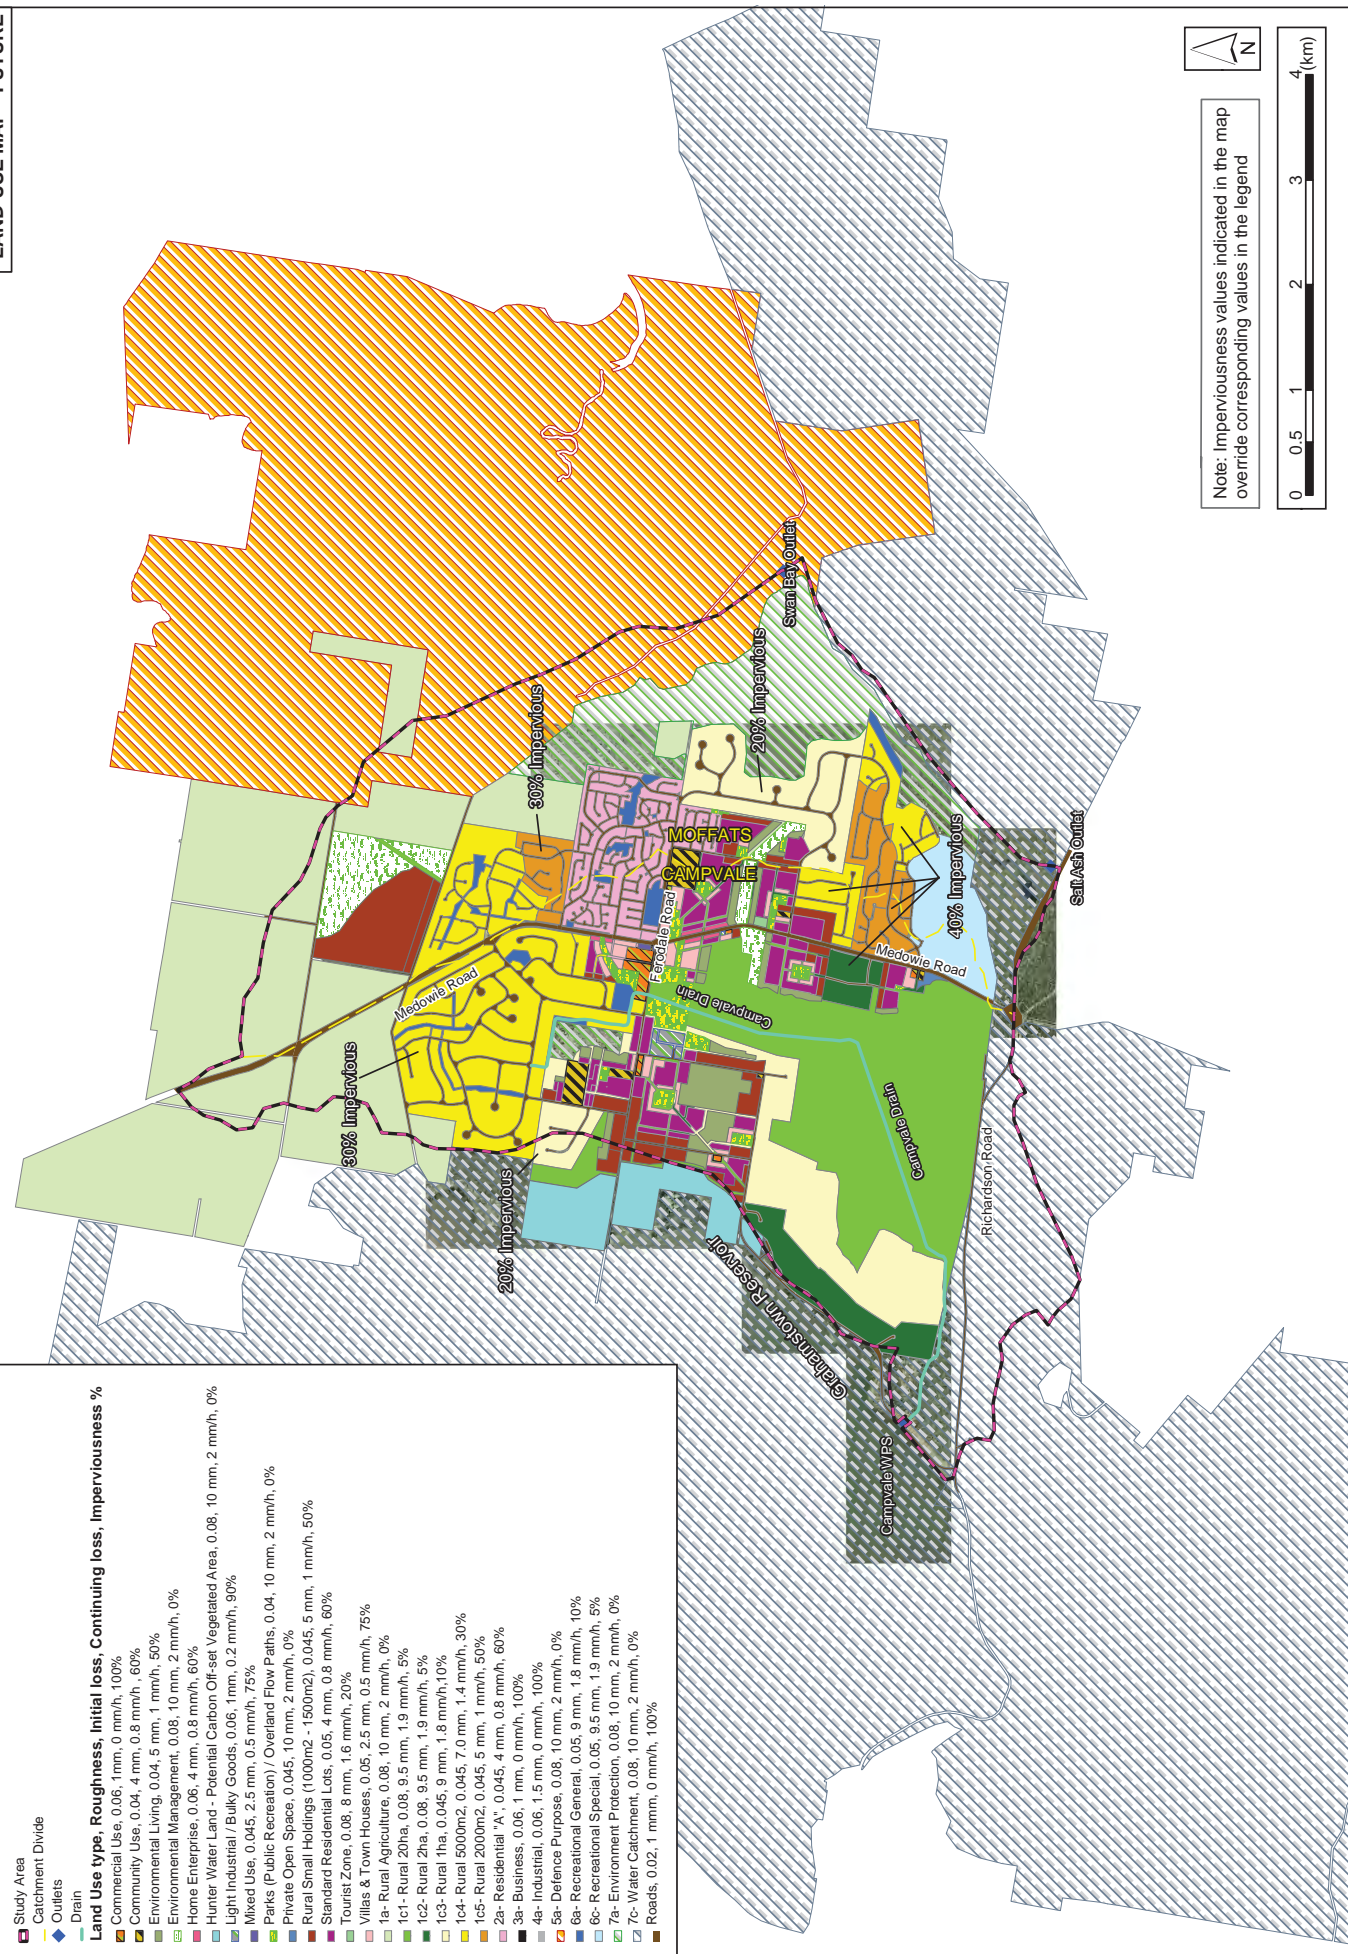 Study Area
Catchment Divide
Outlets
Drain
Land Use type, Roughness, Initial loss, Continuing loss, Imperviousness %
Commercial Use, 0.06, 1mm, 0 mm/h, 100%
Community Use, 0.04, 4 mm, 0.8 mm/h , 60%
Environmental Living, 0.04, 5 mm, 1 mm/h, 50%
Environmental Management, 0.08, 10 mm, 2 mm/h, 0%
Home Enterprise, 0.06, 4 mm, 0.8 mm/h, 60%
Hunter Water Land - Potential Carbon Off-set Vegetated Area, 0.08, 10 mm, 2 mm/h, 0%
Light Industrial / Bulky Goods, 0.06, 1mm, 0.2 mm/h, 90%
Mixed Use, 0.045, 2.5 mm, 0.5 mm/h, 75%
Parks (Public Recreation) / Overland Flow Paths, 0.04, 10 mm, 2 mm/h, 0%
Private Open Space, 0.045, 10 mm, 2 mm/h, 0%
Rural Small Holdings (1000m2 - 1500m2), 0.045, 5 mm, 1 mm/h, 50%
Standard Residential Lots, 0.05, 4 mm, 0.8 mm/h, 60%
Tourist Zone, 0.08, 8 mm, 1.6 mm/h, 20%
Villas & Town Houses, 0.05, 2.5 mm, 0.5 mm/h, 75%
1a- Rural Agriculture, 0.08, 10 mm, 2 mm/h, 0%
1c1 - Rural 20ha, 0.08, 9.5 mm, 1.9 mm/h, 5%
1c2- Rural 2ha, 0.08, 9.5 mm, 1.9 mm/h, 5%
1c3- Rural 1ha, 0.045, 9 mm, 1.8 mm/h,10%
1c4- Rural 5000m2, 0.045, 7.0 mm, 1.4 mm/h, 30%
1c5- Rural 2000m2, 0.045, 5 mm, 1 mm/h, 50%
2a- Residential "A", 0.045, 4 mm, 0.8 mm/h, 60%
3a- Business, 0.06, 1 mm, 0 mm/h, 100%
4a- Industrial, 0.06, 1.5 mm, 0 mm/h, 100%
5a- Defence Purpose, 0.08, 10 mm, 2 mm/h, 0%
6a- Recreational General, 0.05, 9 mm, 1.8 mm/h, 10%
6c- Recreational Special, 0.05, 9.5 mm, 1.9 mm/h, 5%
7a- Environment Protection, 0.08, 10 mm, 2 mm/h, 0%
7c- Water Catchment, 0.08, 10 mm, 2 mm/h, 0%
Roads, 0.02, 1 mmm, 0 mm/h, 100%
30% Impervious
20% Impervious
30% Impervious
20% Impervious
40% Impervious
Medowie Road
Ferodale Road
MOFFATS
CAMPVALE
Campvale Drain
Campvale Drain
Medowie Road
Richardson Road
Grahamstown Reservoir
Campvale WPS
Swan Bay Outlet
Salt Ash Outlet
Note: Imperviousness values indicated in the map
override corresponding values in the legend
N
0 0.5 1 2 3 4
(km)